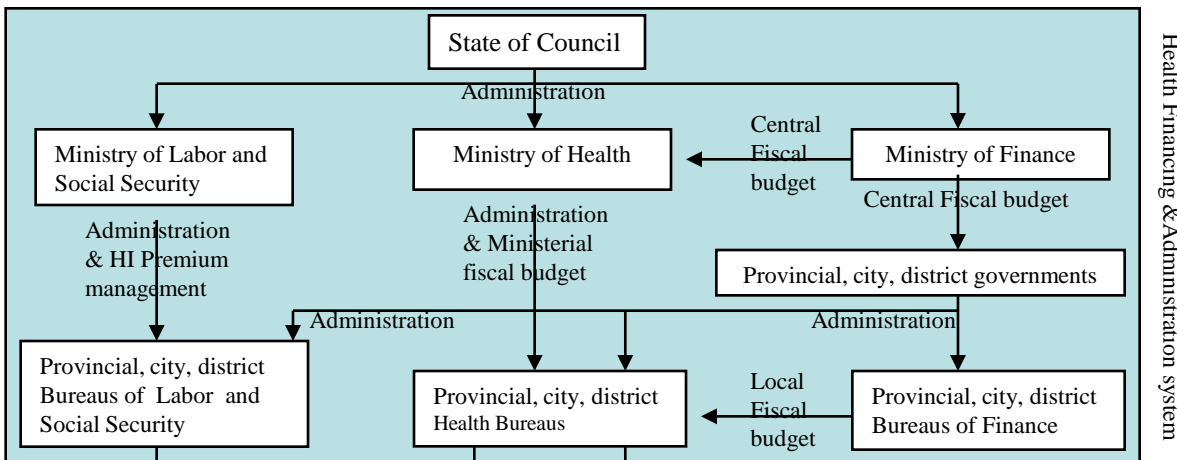 State of Council
Administration
Ministry of Labor and
Social Security
Ministry of Health
Central
Fiscal
budget
Ministry of Finance
Central Fiscal budget
Administration
& HI Premium
management
Administration
& Ministerial
fiscal budget
Provincial, city, district governments
Administration
Administration
Provincial, city, district
Bureaus of Labor and
Social Security
Provincial, city, district
Health Bureaus
Local
Fiscal
budget
Provincial, city, district
Bureaus of Finance
Health Financing &Administration system